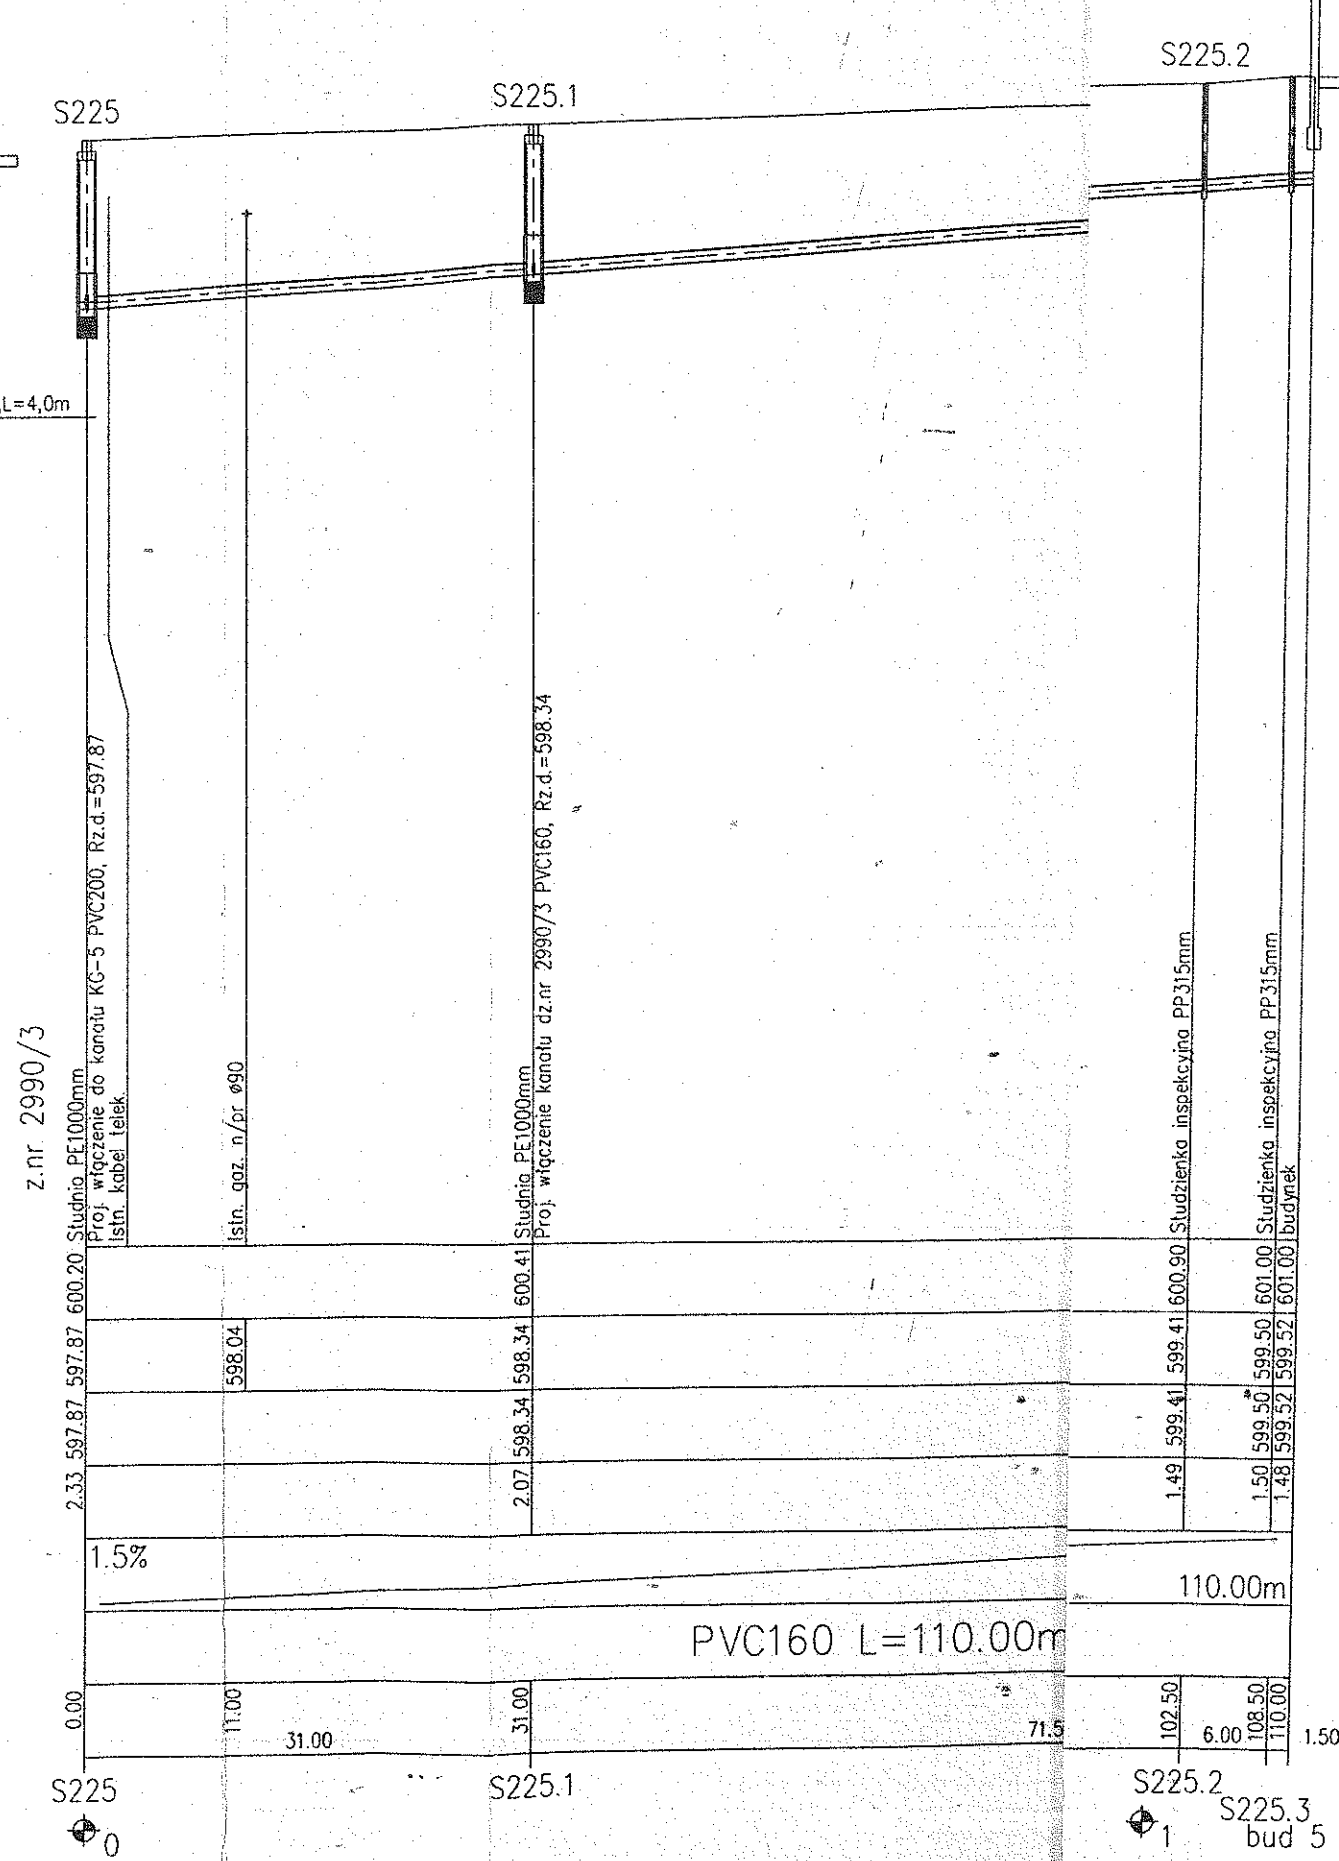 S225
S225.1
S225.2
L=4,0m
z.nr 2990/3
Studnia PE1000mm
Proj. włączenie do kanału KG-5 PVC200, Rz.d.=597.87
Istn. kabel telek.
Istn. gaz. n/pr ø90
Studnia PE1000mm
Proj. włączenie kanału dz.nr 2990/3 PVC160, Rz.d.=598.34
Studzienka inspekcyjna PP315mm
Studzienka inspekcyjna PP315mm
budynek
600.20
600.41
600.90
601.00
601.00
597.87
598.04
598.34
599.41
599.50
599.52
597.87
598.34
599.41
599.50
599.52
2.33
2.07
1.49
1.50
1.48
1.5%
110.00m
PVC160 L=110.00m
0.00
11.00
31.00
102.50
108.50
110.00
31.00
71.5
6.00
1.50
S225
S225.1
S225.2
S225.3
bud 5
0
1